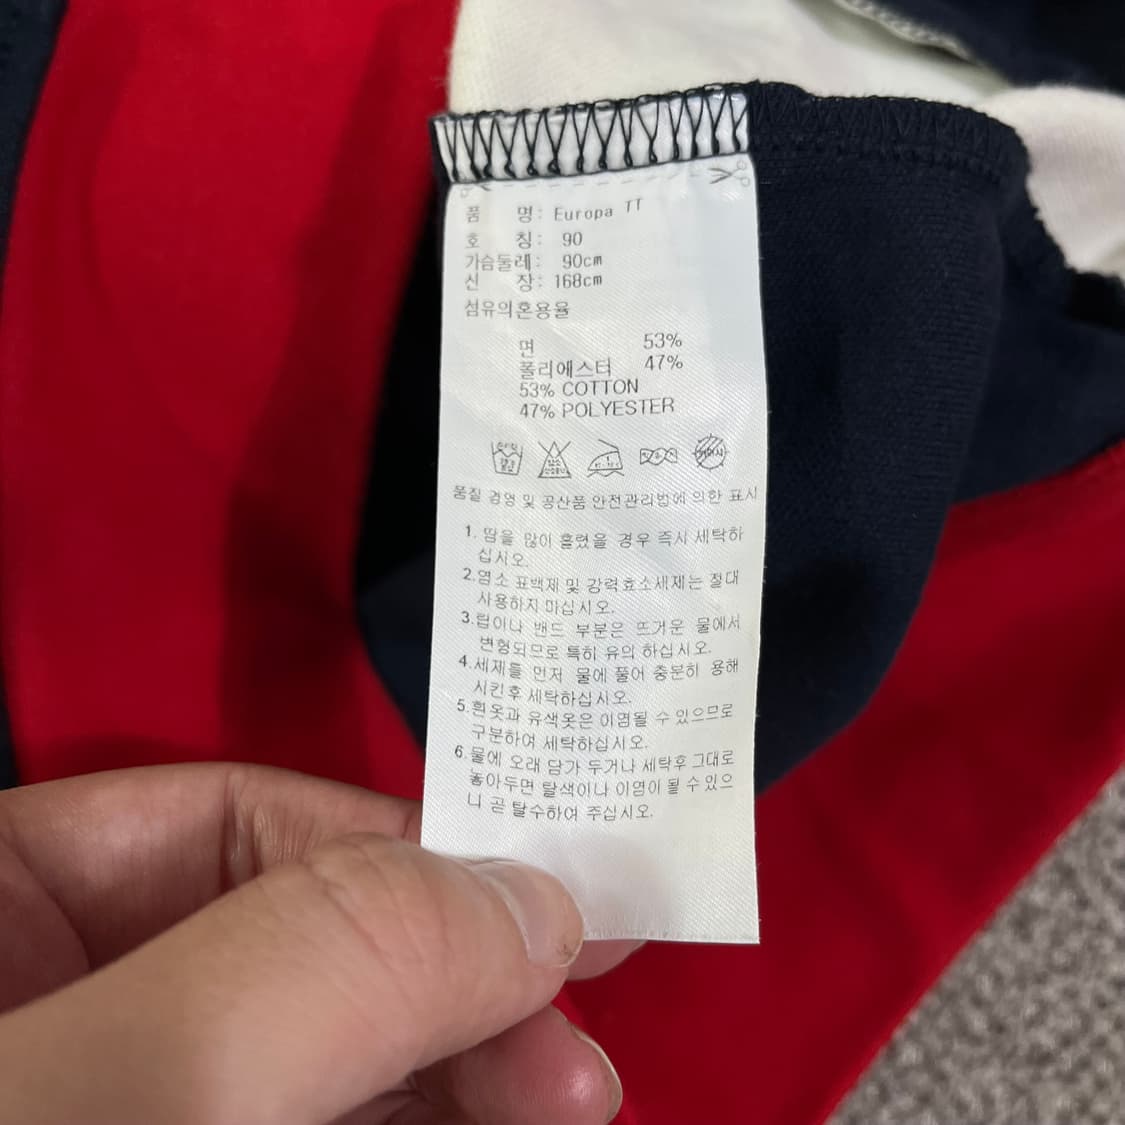 품 명: Europa TT
호 칭: 90
가슴둘레: 90cm
신 장: 168cm
섬유의혼용율
면 53%
폴리에스터 47%
53% COTTON
47% POLYESTER
품질 경영 및 공산품 안전관리법에 의한 표시
1. 땀을 많이 흘렸을 경우 즉시 세탁하
십시오.
2.염소 표백제 및 강력효소세제는 절대
사용하지 마십시오.
3.립이나 밴드 부분은 뜨거운 물에서
변형되므로 특히 유의 하십시오.
4.세제를 먼저 물에 풀어 충분히 용해
시킨후 세탁하십시오.
5.흰옷과 유색옷은 이염될 수 있으므로
구분하여 세탁하십시오.
6.물에 오래 담가 두거나 세탁후 그대로
놓아두면 탈색이나 이염이 될 수 있으
니 곧 탈수하여 주십시오.